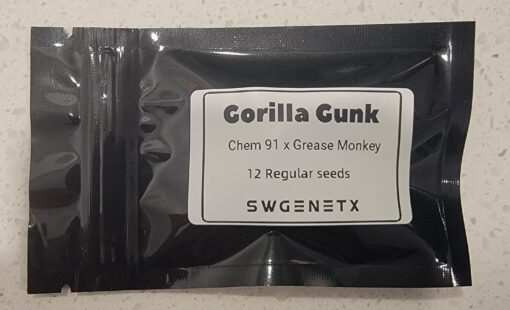 Gorilla Gunk
Chem 91 x Grease Monkey
12 Regular seeds
SWGENETX